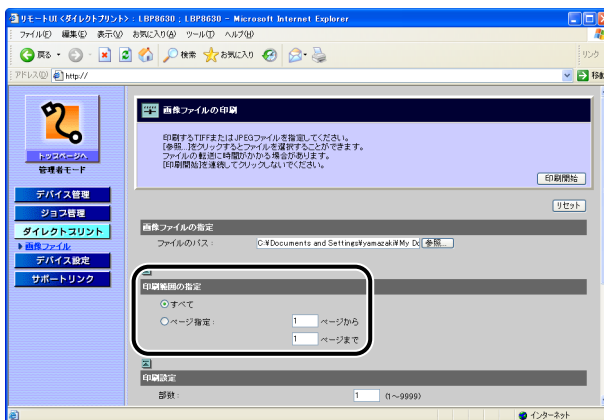 リモートUI <ダイレクトプリント> : LBP8630 ; LBP8630 - Microsoft Internet Explorer
ファイル(F) 編集(E) 表示(V) お気に入り(A) ツール(T) ヘルプ(H)
戻る 検索 お気に入り リンク
アドレス(D) http:// 移動
画像ファイルの印刷
印刷するTIFFまたはJPEGファイルを指定してください。
[参照...]をクリックするとファイルを選択することができます。
ファイルの転送に時間がかかる場合があります。
[印刷開始]を連続してクリックしないでください。
印刷開始
リセット
トップページへ
管理者モード
デバイス管理
ジョブ管理
ダイレクトプリント
画像ファイル
デバイス設定
サポートリンク
画像ファイルの指定
ファイルのパス : C:¥Documents and Settings¥yamazaki¥My Do 参照...
印刷範囲の指定
すべて
ページ指定 : 1 ページから
1 ページまで
印刷設定
部数 : 1 (1~9999)
インターネット